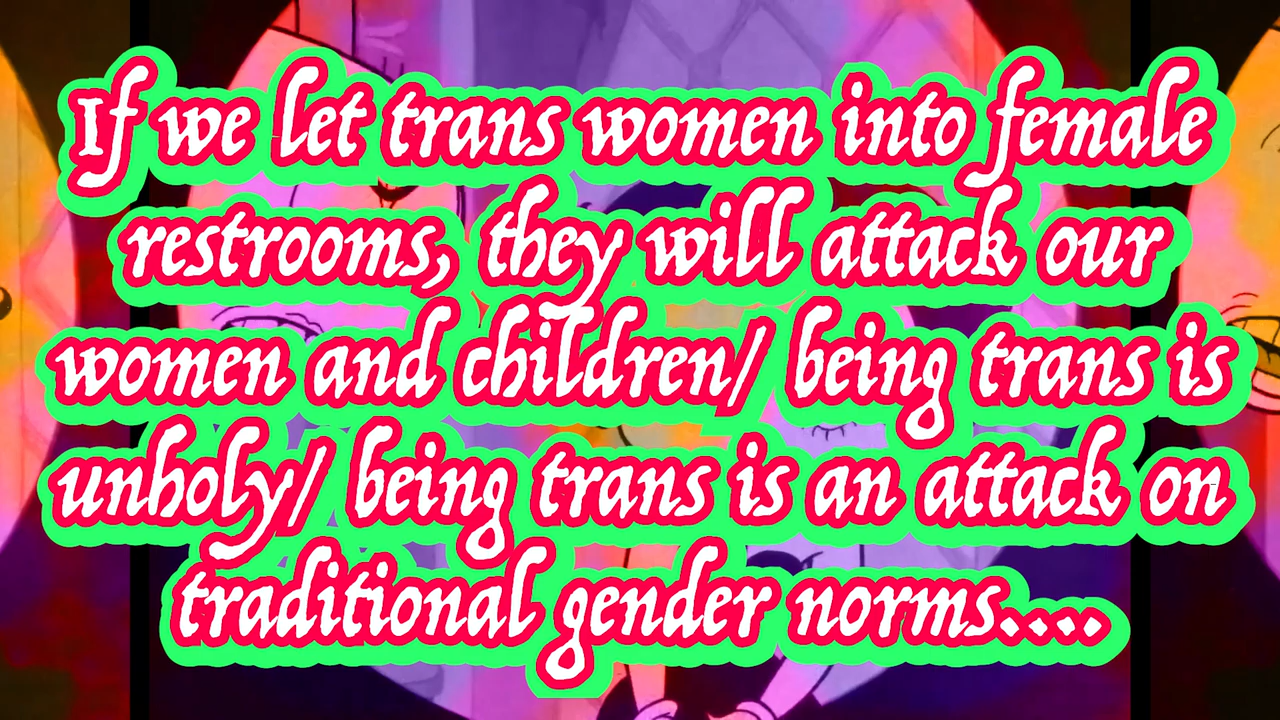 If we let trans women into female
restrooms, they will attack our
women and children/ being trans is
unholy/ being trans is an attack on
traditional gender norms....